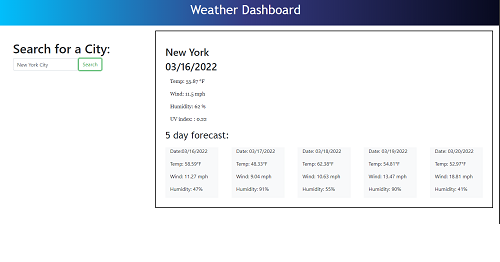 Weather Dashboard
Search for a City:
New York City
Search
New York
03/16/2022
Temp: 55.87 °F
Wind: 11.5 mph
Humidity: 62 %
UV index: : 0.22
5 day forecast:
Date:03/16/2022
Temp: 58.59°F
Wind: 11.27 mph
Humidity: 47%
Date: 03/17/2022
Temp: 48.33°F
Wind: 9.04 mph
Humidity: 91%
Date: 03/18/2022
Temp: 62.38°F
Wind: 10.63 mph
Humidity: 55%
Date: 03/19/2022
Temp: 54.61°F
Wind: 13.47 mph
Humidity: 90%
Date: 03/20/2022
Temp: 52.97°F
Wind: 18.81 mph
Humidity: 41%